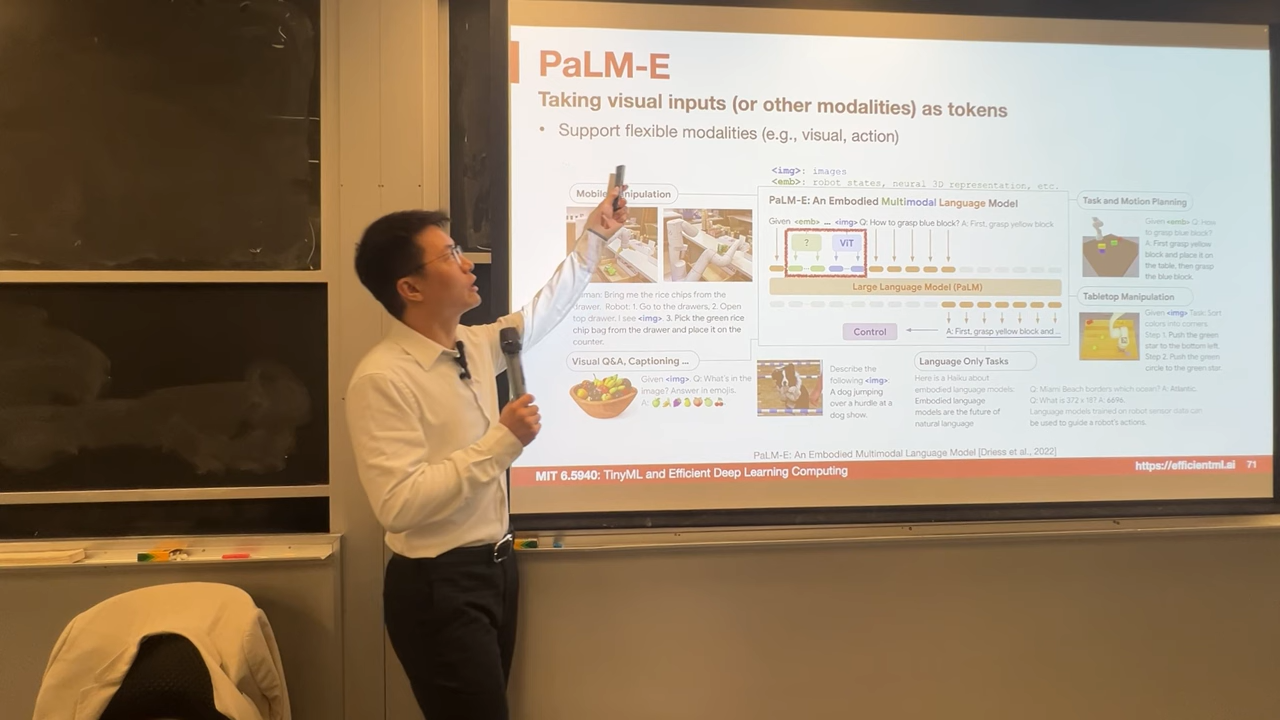 PaLM-E
Taking visual inputs (or other modalities) as tokens
• Support flexible modalities (e.g., visual, action)
<img>: images
<emb>: robot states, neural 3D representation, etc.
Mobile Manipulation
PaLM-E: An Embodied Multimodal Language Model
Given <emb> ... <img> Q: How to grasp blue block? A: First, grasp yellow block
? ViT
Large Language Model (PaLM)
Control
A: First, grasp yellow block and ...
Task and Motion Planning
Given <emb> Q: How
to grasp blue block?
A: First grasp yellow
block and place it on
the table, then grasp
the blue block.
Tabletop Manipulation
Given <img> Task: Sort
colors into corners.
Step 1. Push the green
star to the bottom left.
Step 2. Push the green
circle to the green star.
Bring me the rice chips from the
drawer. Robot: 1. Go to the drawers, 2. Open
top drawer. I see <img>. 3. Pick the green rice
chip bag from the drawer and place it on the
counter.
Visual Q&A, Captioning ...
Given <img>. Q: What's in the
image? Answer in emojis.
A:
Describe the
following <img>:
A dog jumping
over a hurdle at a
dog show.
Language Only Tasks
Here is a Haiku about
embodied language models:
Embodied language
models are the future of
natural language
Q: Miami Beach borders which ocean? A: Atlantic.
Q: What is 372 x 18? A: 6696.
Language models trained on robot sensor data can
be used to guide a robot's actions.
PaLM-E: An Embodied Multimodal Language Model [Driess et al., 2022]
MIT 6.5940: TinyML and Efficient Deep Learning Computing
https://efficientml.ai 71